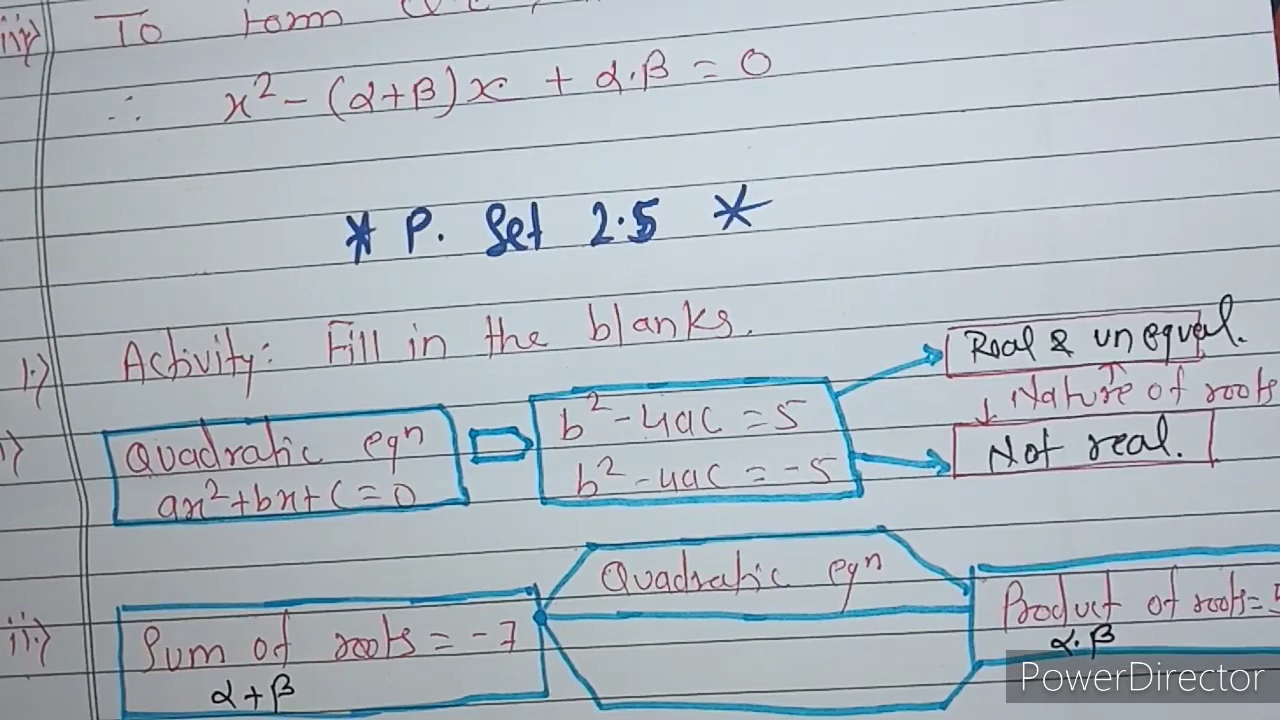 iii) To form
∴ x² - (α+β)x + α.β = 0
* P. Set 2.5 *
1.) Activity: Fill in the blanks.
Quadratic eqn
ax²+bx+c=0
b²-4ac = 5
b²-4ac = -5
Real & unequal.
Nature of roots
Not real.
ii.) Sum of roots = -7
α+β
Quadratic eqn
Product of roots=
α.β
PowerDirector